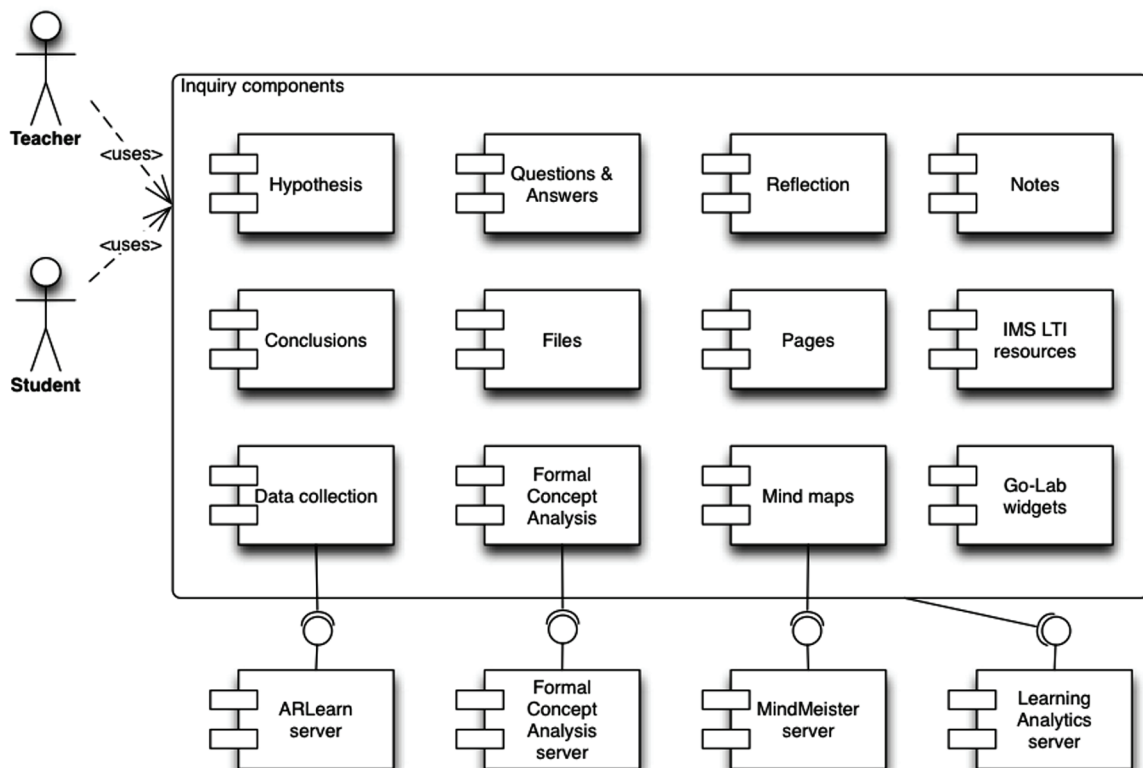 Inquiry components
Teacher
<uses>
Hypothesis
Questions &
Answers
Reflection
Notes
<uses>
Student
Conclusions
Files
Pages
IMS LTI
resources
Data collection
Formal
Concept
Analysis
Mind maps
Go-Lab
widgets
ARLearn
server
Formal
Concept
Analysis
server
MindMeister
server
Learning
Analytics
server